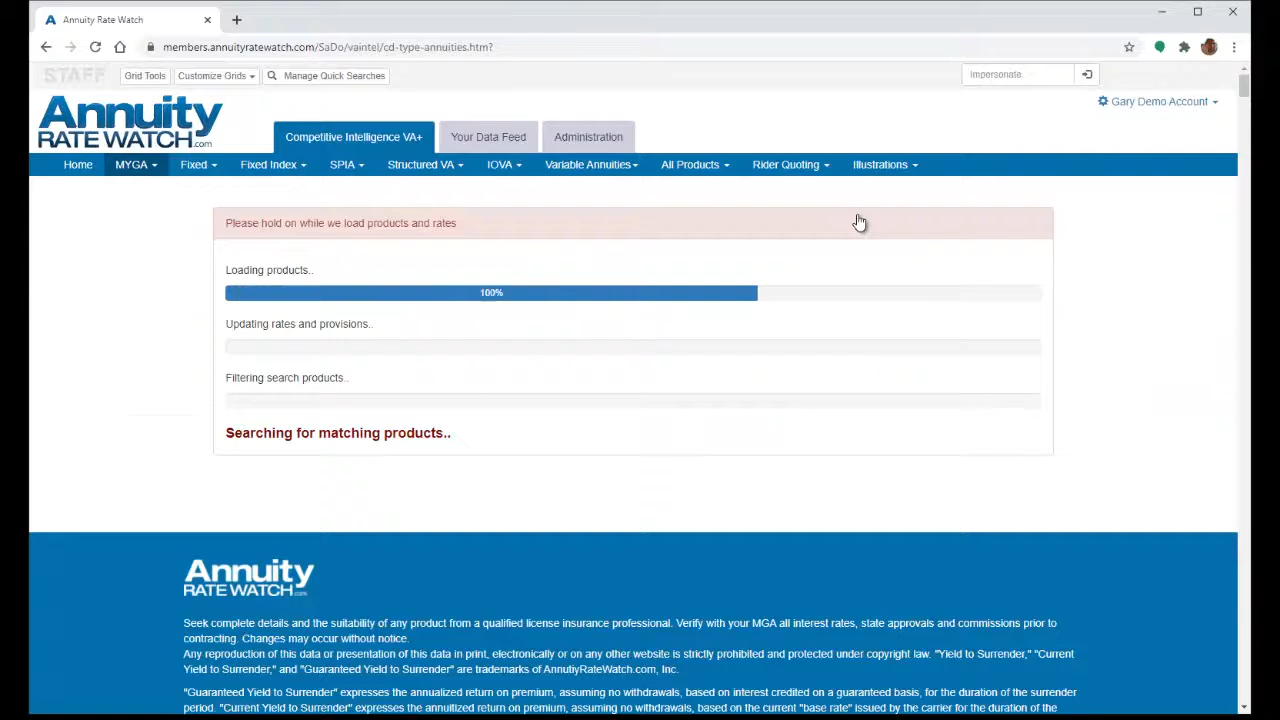 Annuity Rate Watch
members.annuityratewatch.com/SaDo/vaintel/cd-type-annuities.htm?
STAFF Grid Tools Customize Grids Manage Quick Searches Impersonate
Annuity
RATE WATCH.com
Gary Demo Account
Competitive Intelligence VA+ Your Data Feed Administration
Home MYGA Fixed Fixed Index SPIA Structured VA IOVA Variable Annuities All Products Rider Quoting Illustrations
Please hold on while we load products and rates
Loading products..
100%
Updating rates and provisions..
Filtering search products..
Searching for matching products..
Annuity
RATE WATCH.com
Seek complete details and the suitability of any product from a qualified license insurance professional. Verify with your MGA all interest rates, state approvals and commissions prior to
contracting. Changes may occur without notice.
Any reproduction of this data or presentation of this data in print, electronically or on any other website is strictly prohibited and protected under copyright law. "Yield to Surrender," "Current
Yield to Surrender," and "Guaranteed Yield to Surrender" are trademarks of AnnutiyRateWatch.com, Inc.
"Guaranteed Yield to Surrender" expresses the annualized return on premium, assuming no withdrawals, based on interest credited on a guaranteed basis, for the duration of the surrender
period. "Current Yield to Surrender" expresses the annuitized return on premium, assuming no withdrawals, based on the current "base rate" issued by the carrier for the duration of the